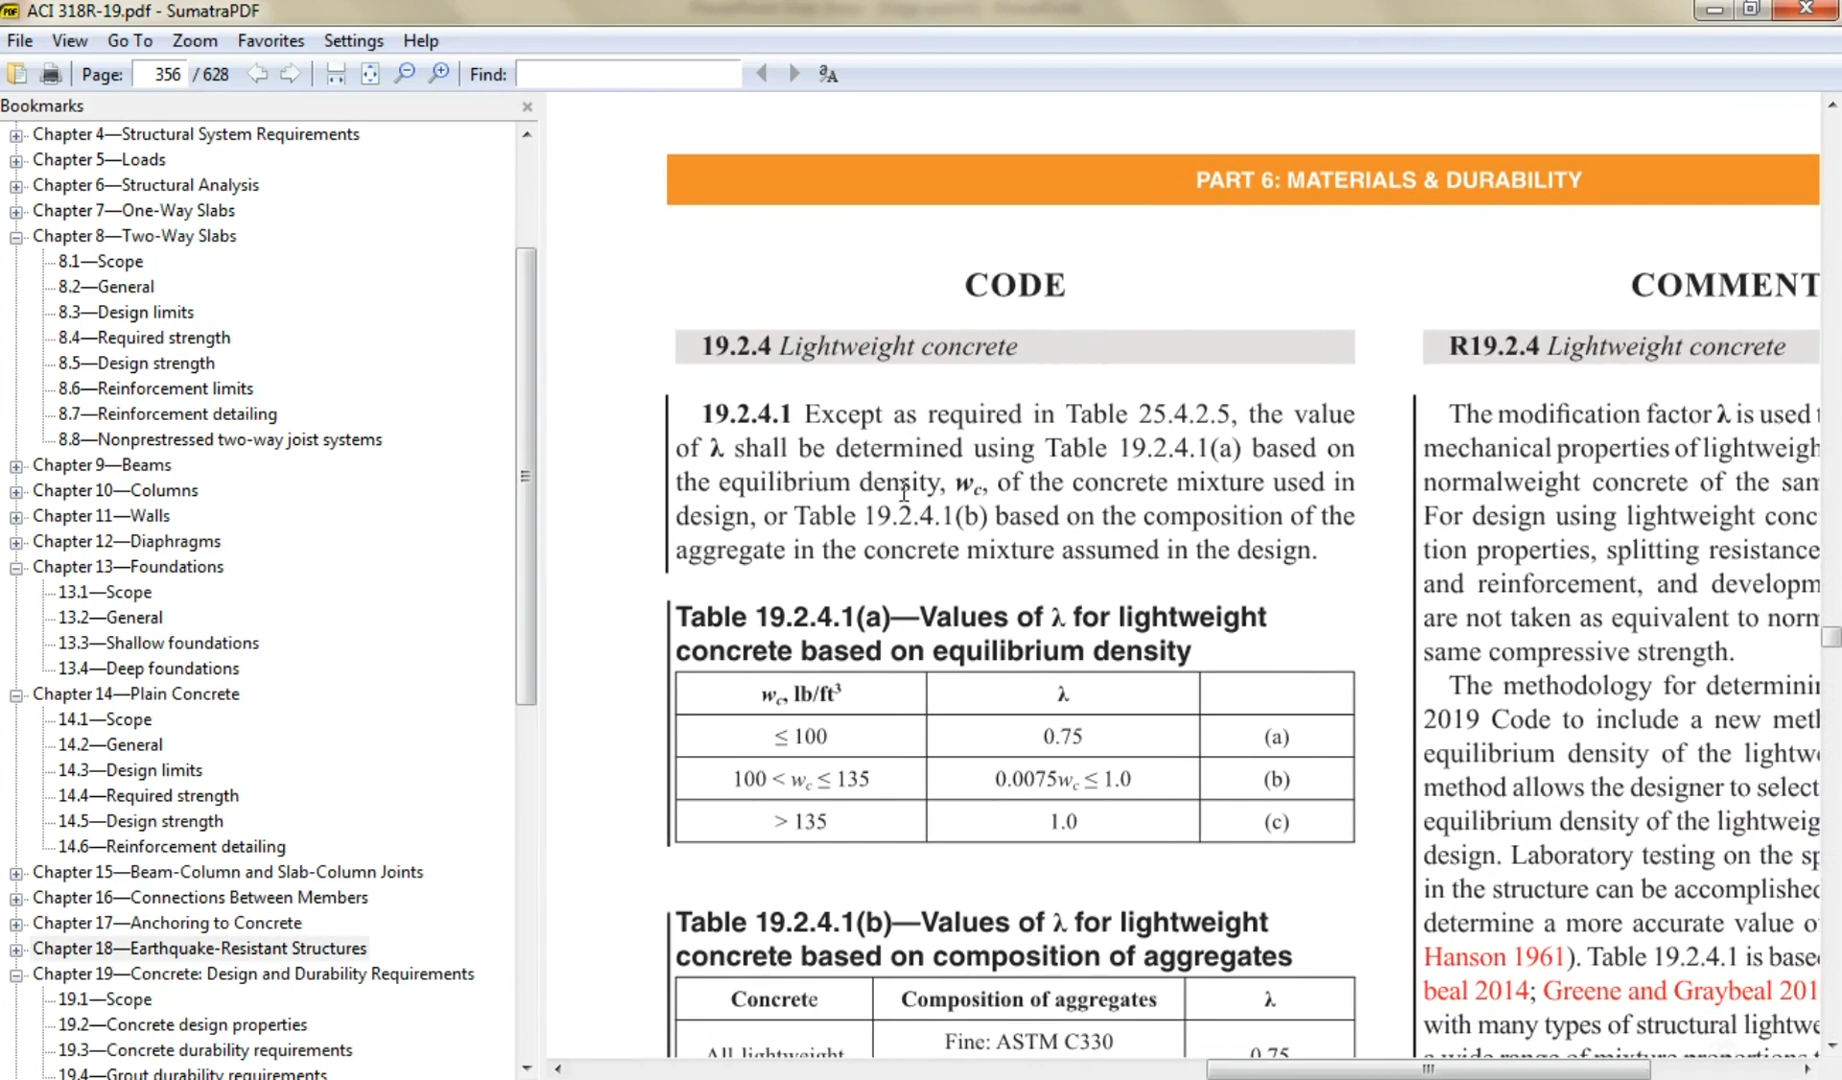 ACI 318R-19.pdf - SumatraPDF
File View Go To Zoom Favorites Settings Help
Page: 356 / 628 Find:
Bookmarks
Chapter 4—Structural System Requirements
Chapter 5—Loads
Chapter 6—Structural Analysis
Chapter 7—One-Way Slabs
Chapter 8—Two-Way Slabs
8.1—Scope
8.2—General
8.3—Design limits
8.4—Required strength
8.5—Design strength
8.6—Reinforcement limits
8.7—Reinforcement detailing
8.8—Nonprestressed two-way joist systems
Chapter 9—Beams
Chapter 10—Columns
Chapter 11—Walls
Chapter 12—Diaphragms
Chapter 13—Foundations
13.1—Scope
13.2—General
13.3—Shallow foundations
13.4—Deep foundations
Chapter 14—Plain Concrete
14.1—Scope
14.2—General
14.3—Design limits
14.4—Required strength
14.5—Design strength
14.6—Reinforcement detailing
Chapter 15—Beam-Column and Slab-Column Joints
Chapter 16—Connections Between Members
Chapter 17—Anchoring to Concrete
Chapter 18—Earthquake-Resistant Structures
Chapter 19—Concrete: Design and Durability Requirements
19.1—Scope
19.2—Concrete design properties
19.3—Concrete durability requirements
19.4—Grout durability requirements
PART 6: MATERIALS & DURABILITY
CODE
19.2.4 Lightweight concrete
19.2.4.1 Except as required in Table 25.4.2.5, the value
of λ shall be determined using Table 19.2.4.1(a) based on
the equilibrium density, wc, of the concrete mixture used in
design, or Table 19.2.4.1(b) based on the composition of the
aggregate in the concrete mixture assumed in the design.
Table 19.2.4.1(a)—Values of λ for lightweight
concrete based on equilibrium density
wc, lb/ft³ λ
≤ 100 0.75 (a)
100 < wc ≤ 135 0.0075wc ≤ 1.0 (b)
> 135 1.0 (c)
Table 19.2.4.1(b)—Values of λ for lightweight
concrete based on composition of aggregates
Concrete Composition of aggregates λ
Fine: ASTM C330
All lightweight 0.75
COMMENT
R19.2.4 Lightweight concrete
The modification factor λ is used t
mechanical properties of lightweigh
normalweight concrete of the sam
For design using lightweight conc
tion properties, splitting resistance
and reinforcement, and developm
are not taken as equivalent to norm
same compressive strength.
The methodology for determinin
2019 Code to include a new meth
equilibrium density of the lightwe
method allows the designer to select
equilibrium density of the lightweig
design. Laboratory testing on the sp
in the structure can be accomplished
determine a more accurate value o
Hanson 1961). Table 19.2.4.1 is base
beal 2014; Greene and Graybeal 201
with many types of structural lightwe